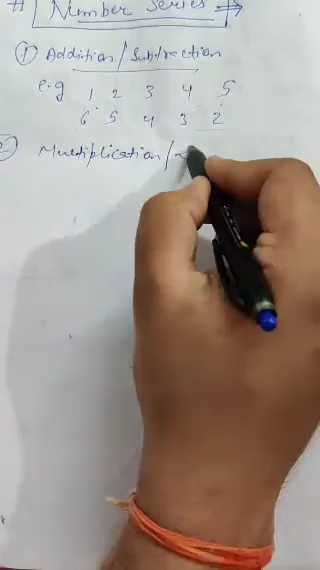 # Number Series →
① Addition/Subtraction
e.g 1 2 3 4 5
6 5 4 3 2
② Multiplication/